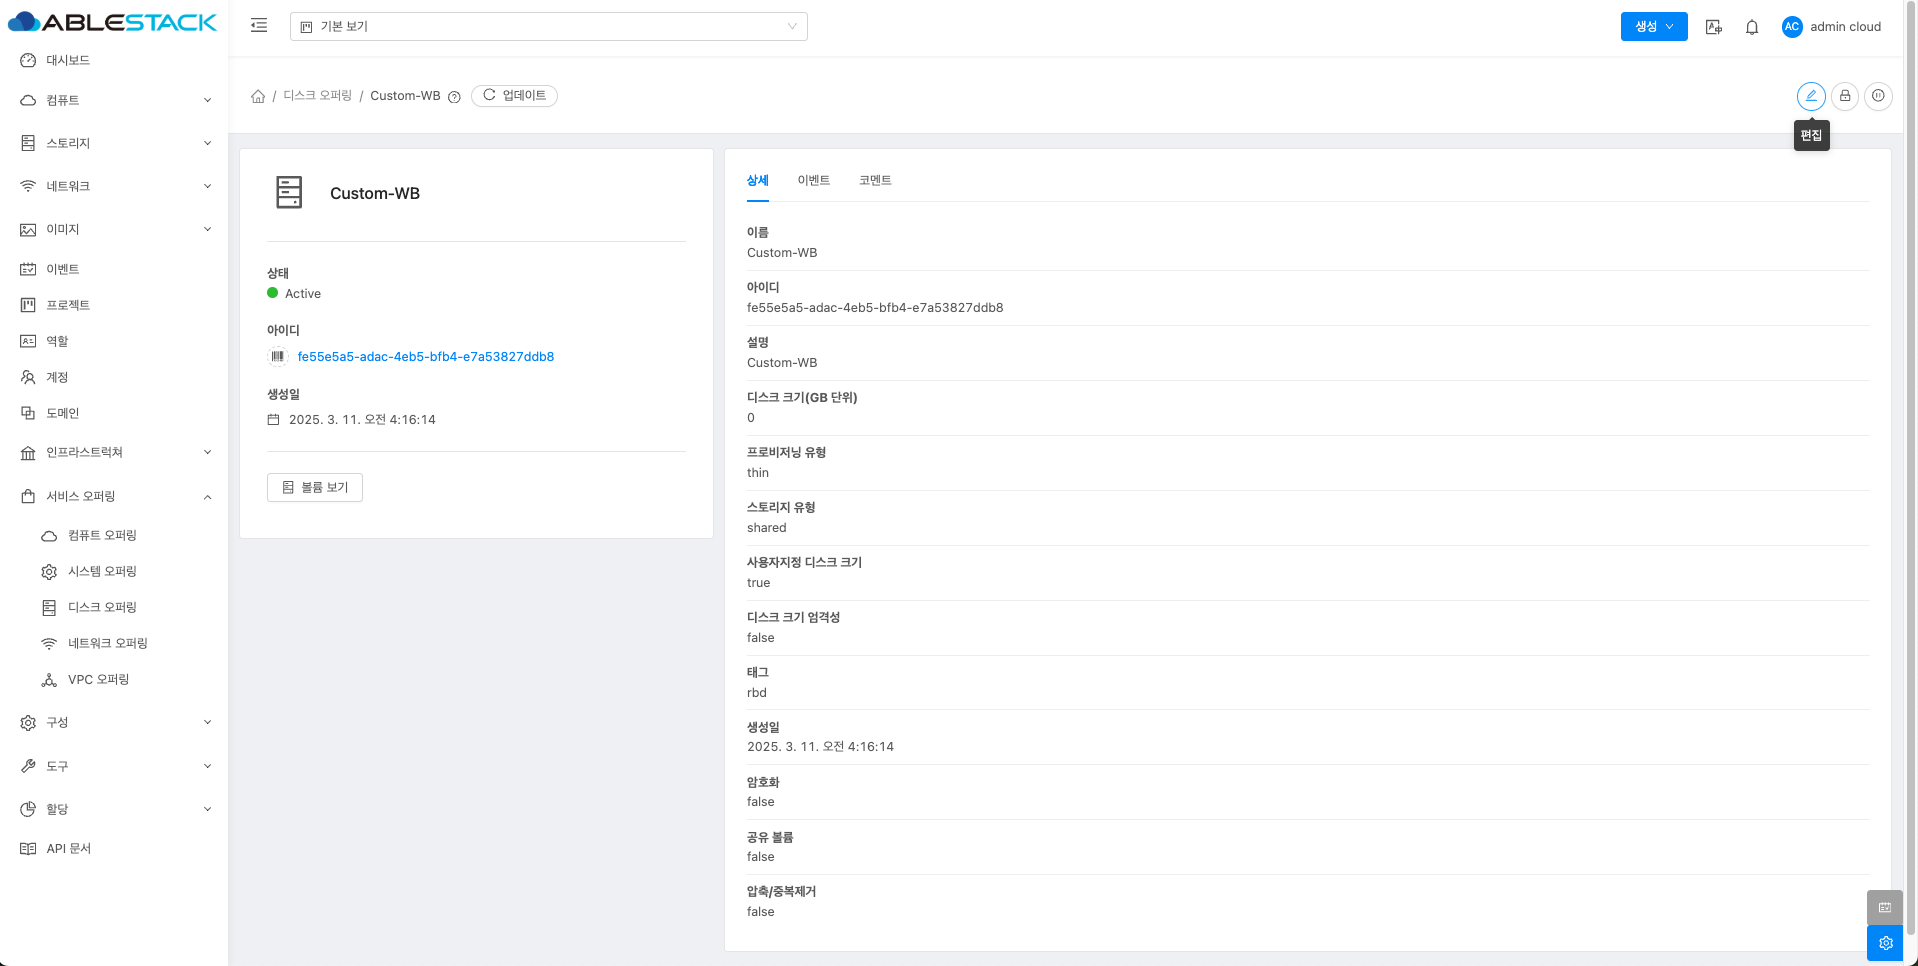 ABLESTACK
기본 보기
생성
AC
admin cloud
대시보드
컴퓨트
스토리지
네트워크
이미지
이벤트
프로젝트
역할
계정
도메인
인프라스트럭쳐
서비스 오퍼링
컴퓨트 오퍼링
시스템 오퍼링
디스크 오퍼링
네트워크 오퍼링
VPC 오퍼링
구성
도구
할당
API 문서
/ 디스크 오퍼링 / Custom-WB
업데이트
편집
Custom-WB
상태
Active
아이디
fe55e5a5-adac-4eb5-bfb4-e7a53827ddb8
생성일
2025. 3. 11. 오전 4:16:14
볼륨 보기
상세 이벤트 코멘트
이름
Custom-WB
아이디
fe55e5a5-adac-4eb5-bfb4-e7a53827ddb8
설명
Custom-WB
디스크 크기(GB 단위)
0
프로비저닝 유형
thin
스토리지 유형
shared
사용자지정 디스크 크기
true
디스크 크기 엄격성
false
태그
rbd
생성일
2025. 3. 11. 오전 4:16:14
암호화
false
공유 볼륨
false
압축/중복제거
false